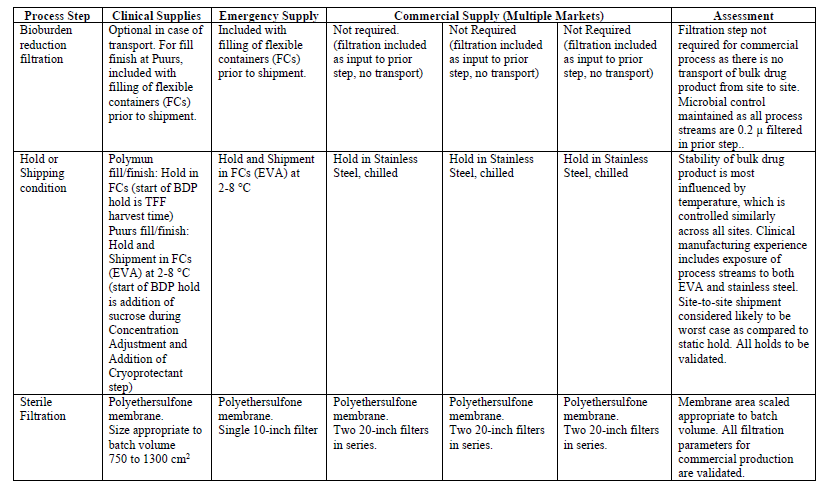 Process Step
Clinical Supplies
Emergency Supply
Commercial Supply (Multiple Markets)
Assessment
Bioburden
reduction
filtration
Optional in case of
transport. For fill
finish at Puurs,
included with
filling of flexible
containers (FCs)
prior to shipment.
Included with
filling of flexible
containers (FCs)
prior to shipment.
Not required.
(filtration included
as input to prior
step, no transport)
Not Required
(filtration included
as input to prior
step, no transport)
Not Required
(filtration included
as input to prior
step, no transport)
Filtration step not
required for commercial
process as there is no
transport of bulk drug
product from site to site.
Microbial control
maintained as all process
streams are 0.2 µ filtered
in prior step..
Hold or
Shipping
condition
Polymun
fill/finish: Hold in
FCs (start of BDP
hold is TFF
harvest time)
Puurs fill/finish:
Hold and
Shipment in FCs
(EVA) at 2-8 °C
(start of BDP hold
is addition of
sucrose during
Concentration
Adjustment and
Addition of
Cryoprotectant
step)
Hold and Shipment
in FCs (EVA) at
2-8 °C
Hold in Stainless
Steel, chilled
Hold in Stainless
Steel, chilled
Hold in Stainless
Steel, chilled
Stability of bulk drug
product is most
influenced by
temperature, which is
controlled similarly
across all sites. Clinical
manufacturing experience
includes exposure of
process streams to both
EVA and stainless steel.
Site-to-site shipment
considered likely to be
worst case as compared to
static hold. All holds to be
validated.
Sterile
Filtration
Polyethersulfone
membrane.
Size appropriate to
batch volume
750 to 1300 cm²
Polyethersulfone
membrane.
Single 10-inch filter
Polyethersulfone
membrane.
Two 20-inch filters
in series.
Polyethersulfone
membrane.
Two 20-inch filters
in series.
Polyethersulfone
membrane.
Two 20-inch filters
in series.
Membrane area scaled
appropriate to batch
volume. All filtration
parameters for
commercial production
are validated.